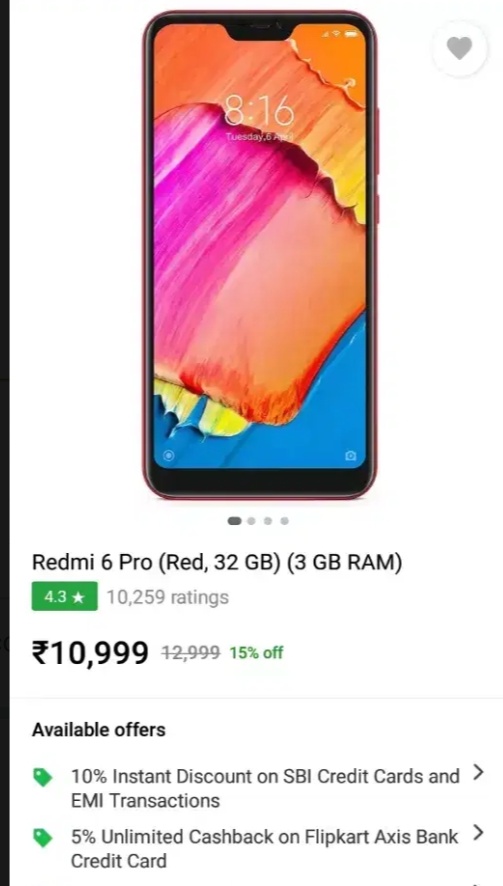 8:16
Tuesday,6 April
Redmi 6 Pro (Red, 32 GB) (3 GB RAM)
4.3 ★ 10,259 ratings
₹10,999 12,999 15% off
Available offers
10% Instant Discount on SBI Credit Cards and
EMI Transactions
5% Unlimited Cashback on Flipkart Axis Bank
Credit Card